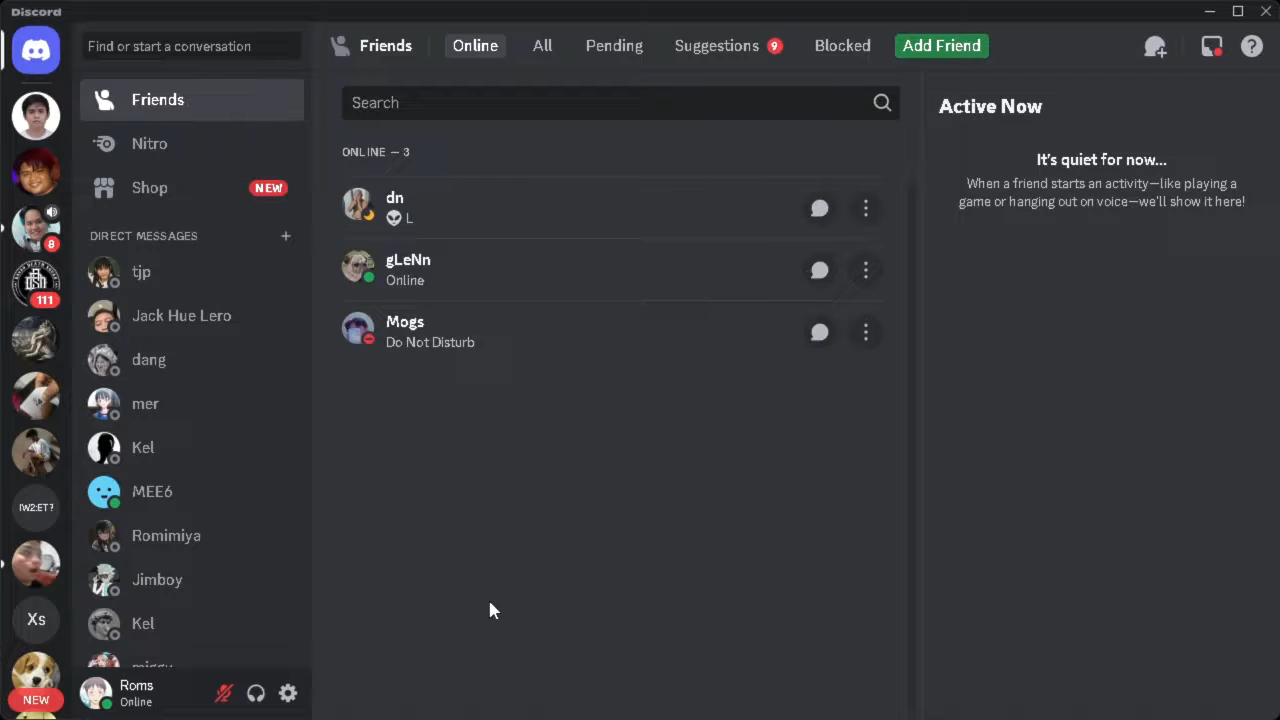 Discord
Find or start a conversation
Friends
Online
All
Pending
Suggestions
9
Blocked
Add Friend
Friends
Nitro
Shop
NEW
DIRECT MESSAGES
tjp
Jack Hue Lero
dang
mer
Kel
MEE6
Romimiya
Jimboy
Kel
Roms
Online
8
111
IW2:ET?
Xs
NEW
Search
ONLINE — 3
dn
👽 L
gLeNn
Online
Mogs
Do Not Disturb
Active Now
It's quiet for now...
When a friend starts an activity—like playing a
game or hanging out on voice—we'll show it here!